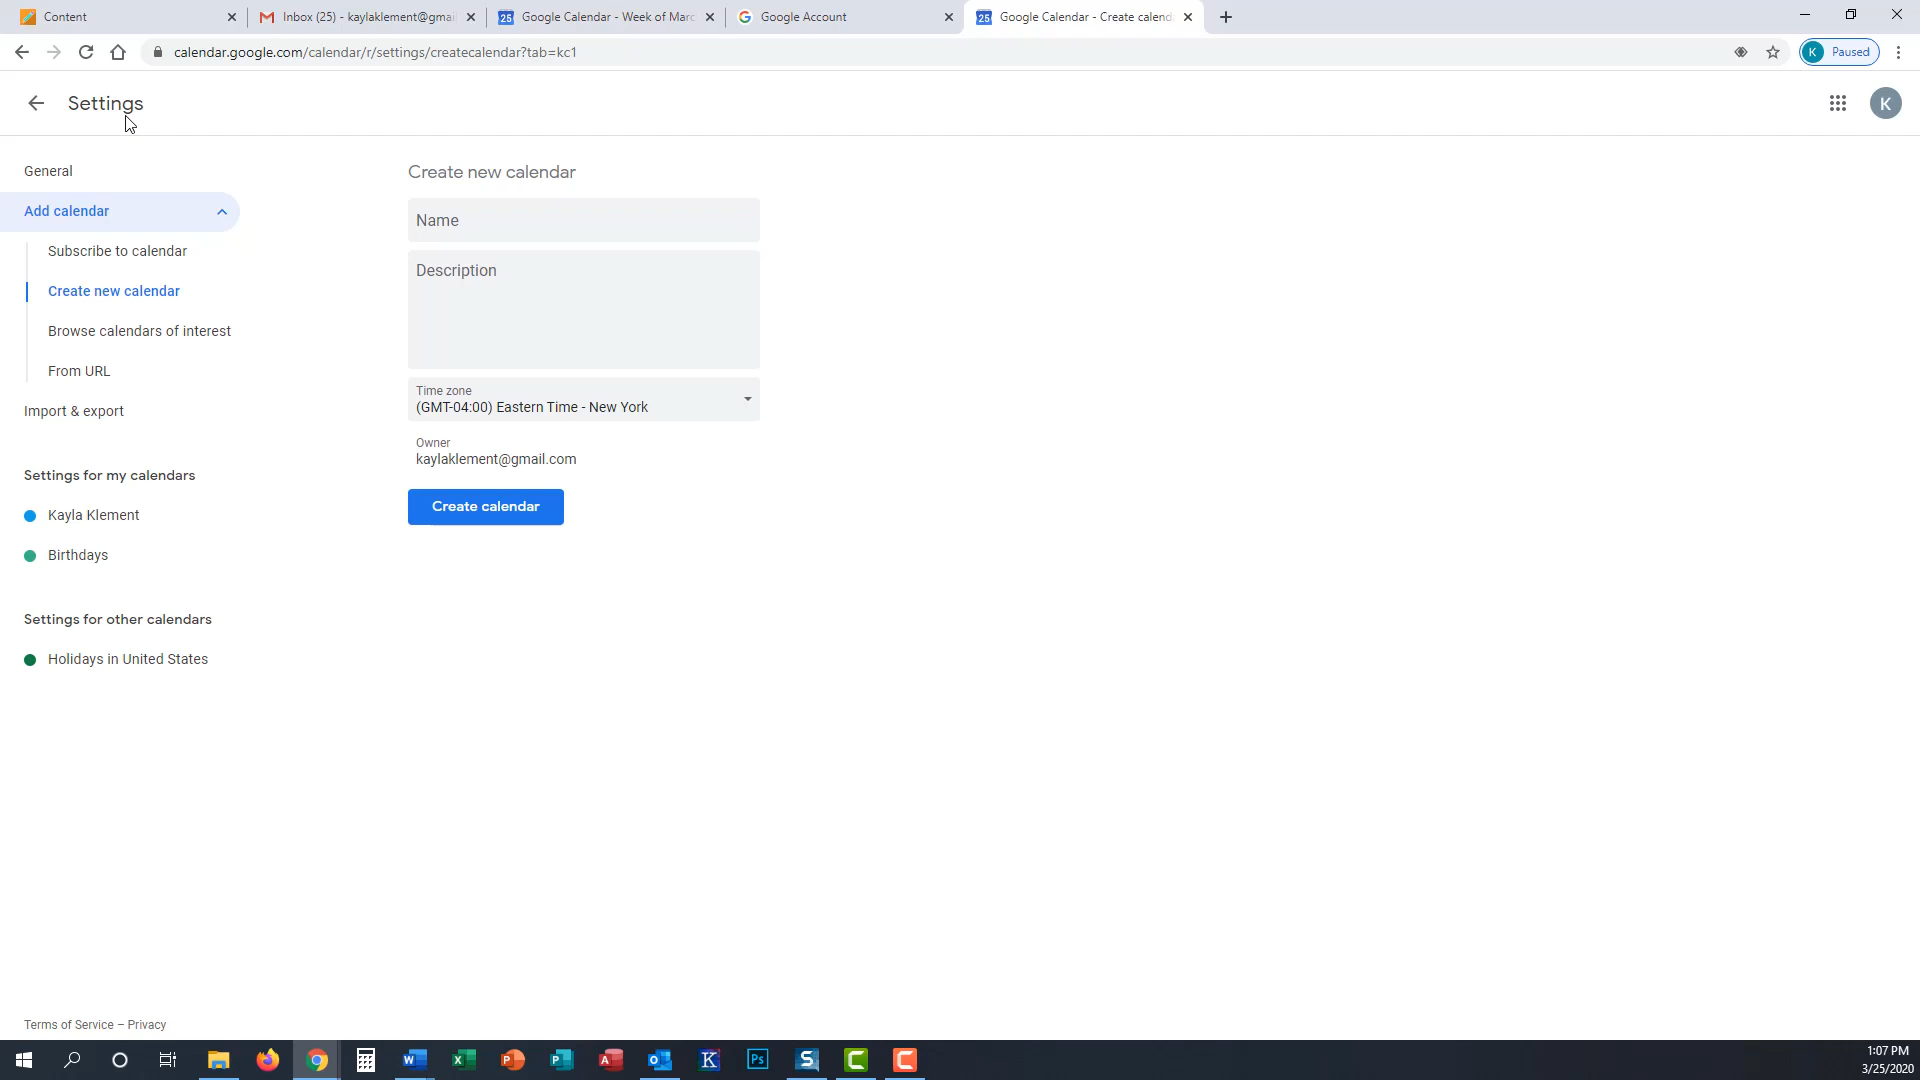 Content
Inbox (25) - kaylaklement@gmai
Google Calendar - Week of Marc
Google Account
Google Calendar - Create calend
calendar.google.com/calendar/r/settings/createcalendar?tab=kc1
K Paused
Settings
K
General
Add calendar
Subscribe to calendar
Create new calendar
Browse calendars of interest
From URL
Import & export
Settings for my calendars
Kayla Klement
Birthdays
Settings for other calendars
Holidays in United States
Create new calendar
Name
Description
Time zone
(GMT-04:00) Eastern Time - New York
Owner
kaylaklement@gmail.com
Create calendar
Terms of Service – Privacy
1:07 PM
3/25/2020